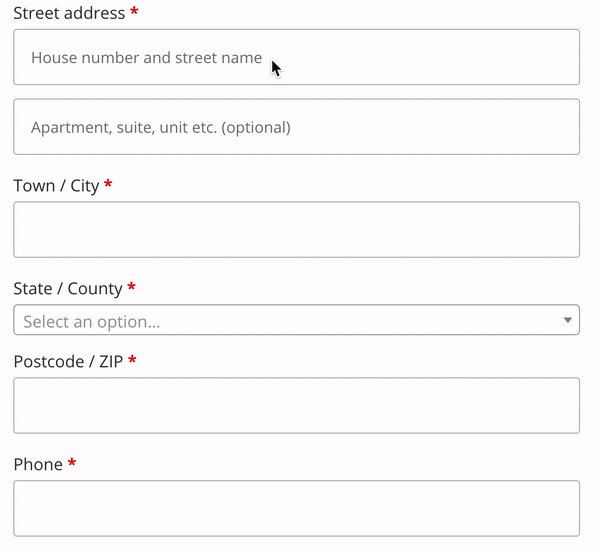 Street address *
House number and street name
Apartment, suite, unit etc. (optional)
Town / City *
State / County *
Select an option...
Postcode / ZIP *
Phone *